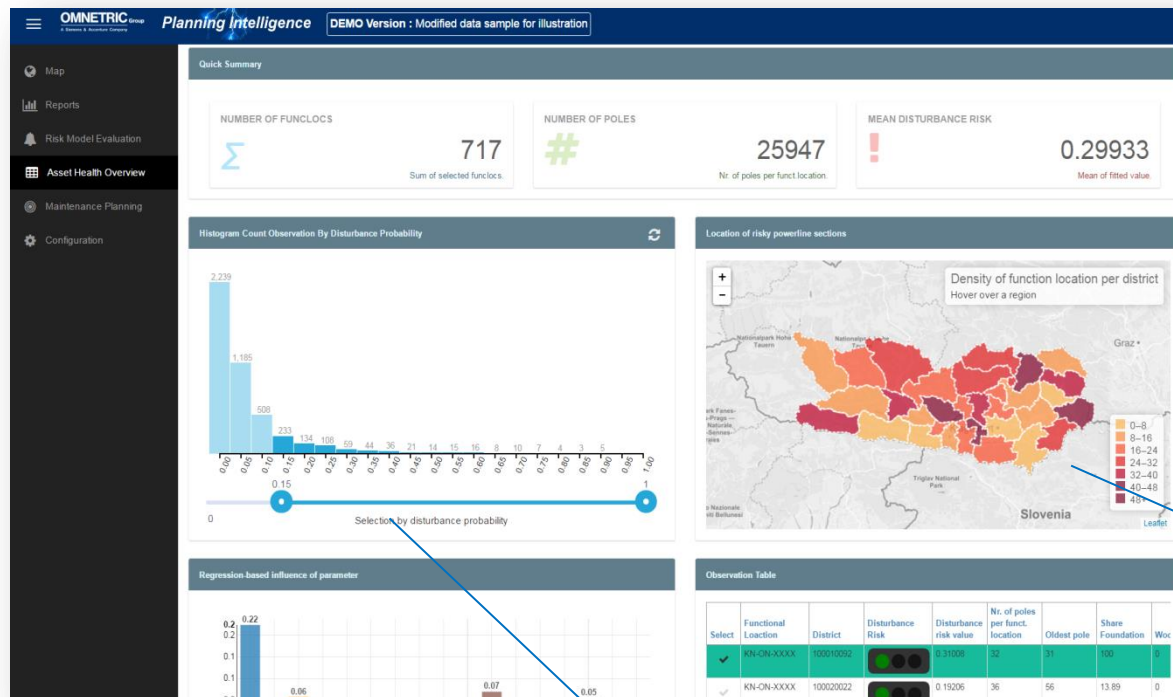 OMNETRIC Group
A Siemens & Accenture Company
Planning Intelligence
DEMO Version : Modified data sample for illustration
Map
Reports
Risk Model Evaluation
Asset Health Overview
Maintenance Planning
Configuration
Quick Summary
NUMBER OF FUNCLOCS
Σ
717
Sum of selected funclocs.
NUMBER OF POLES
#
25947
Nr. of poles per funct.location.
MEAN DISTURBANCE RISK
!
0.29933
Mean of fitted value.
Histogram Count Observation By Disturbance Probability
2,239
1,185
508
233 134 108 59 44 36 21 14 15 16 8 10 7 4 3 5
0.00 0.05 0.10 0.15 0.20 0.25 0.30 0.35 0.40 0.45 0.50 0.55 0.60 0.65 0.70 0.75 0.80 0.85 0.90 0.95 1.00
0.15 1
0
Selection by disturbance probability
Location of risky powerline sections
+
−
Density of function location per district
Hover over a region
Nationalpark Hohe
Tauern
Graz
Triglav National
Park
Slovenia
0–8
8–16
16–24
24–32
32–40
40–48
48+
Leaflet
Regression-based influence of parameter
0.2 0.22
0.2
0.1
0.1
0.06
0.07
0.05
Observation Table
Select Functional Loaction District Disturbance Risk Disturbance risk value Nr. of poles per funct. location Oldest pole Share Foundation
KN-ON-XXXX 100010092 0.31008 32 31 100 0
KN-ON-XXXX 100020022 0.19206 36 56 13.89 0